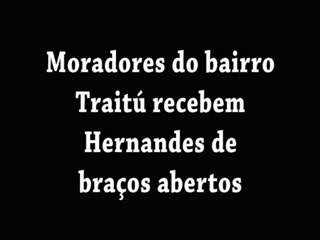 Moradores do bairro
Traitú recebem
Hernandes de
braços abertos